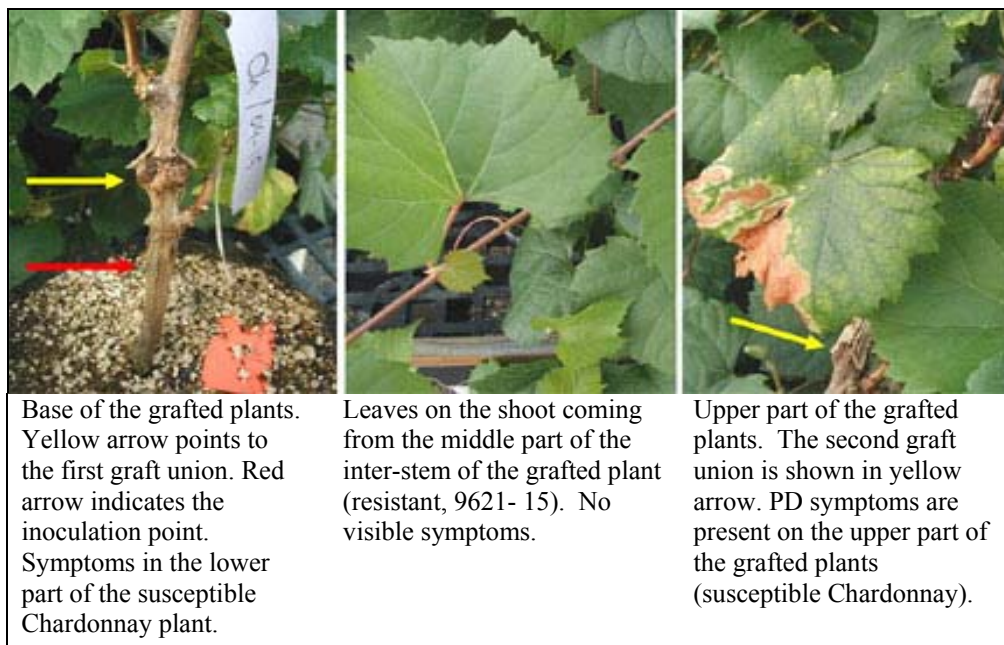 Base of the grafted plants.
Yellow arrow points to
the first graft union. Red
arrow indicates the
inoculation point.
Symptoms in the lower
part of the susceptible
Chardonnay plant.
Leaves on the shoot coming
from the middle part of the
inter-stem of the grafted plant
(resistant, 9621- 15).  No
visible symptoms.
Upper part of the grafted
plants.  The second graft
union is shown in yellow
arrow. PD symptoms are
present on the upper part of
the grafted plants
(susceptible Chardonnay).